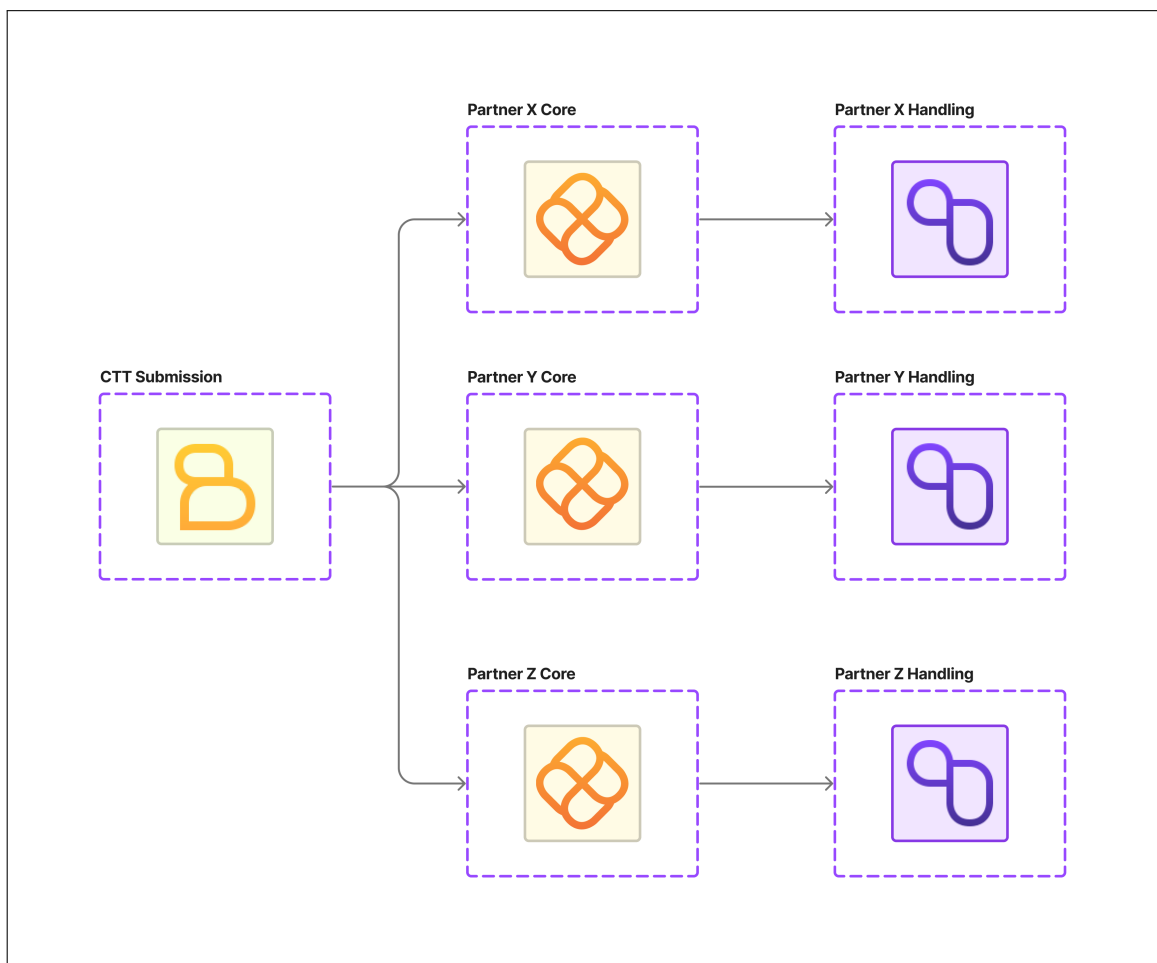 Partner X Core
Partner X Handling
CTT Submission
Partner Y Core
Partner Y Handling
Partner Z Core
Partner Z Handling